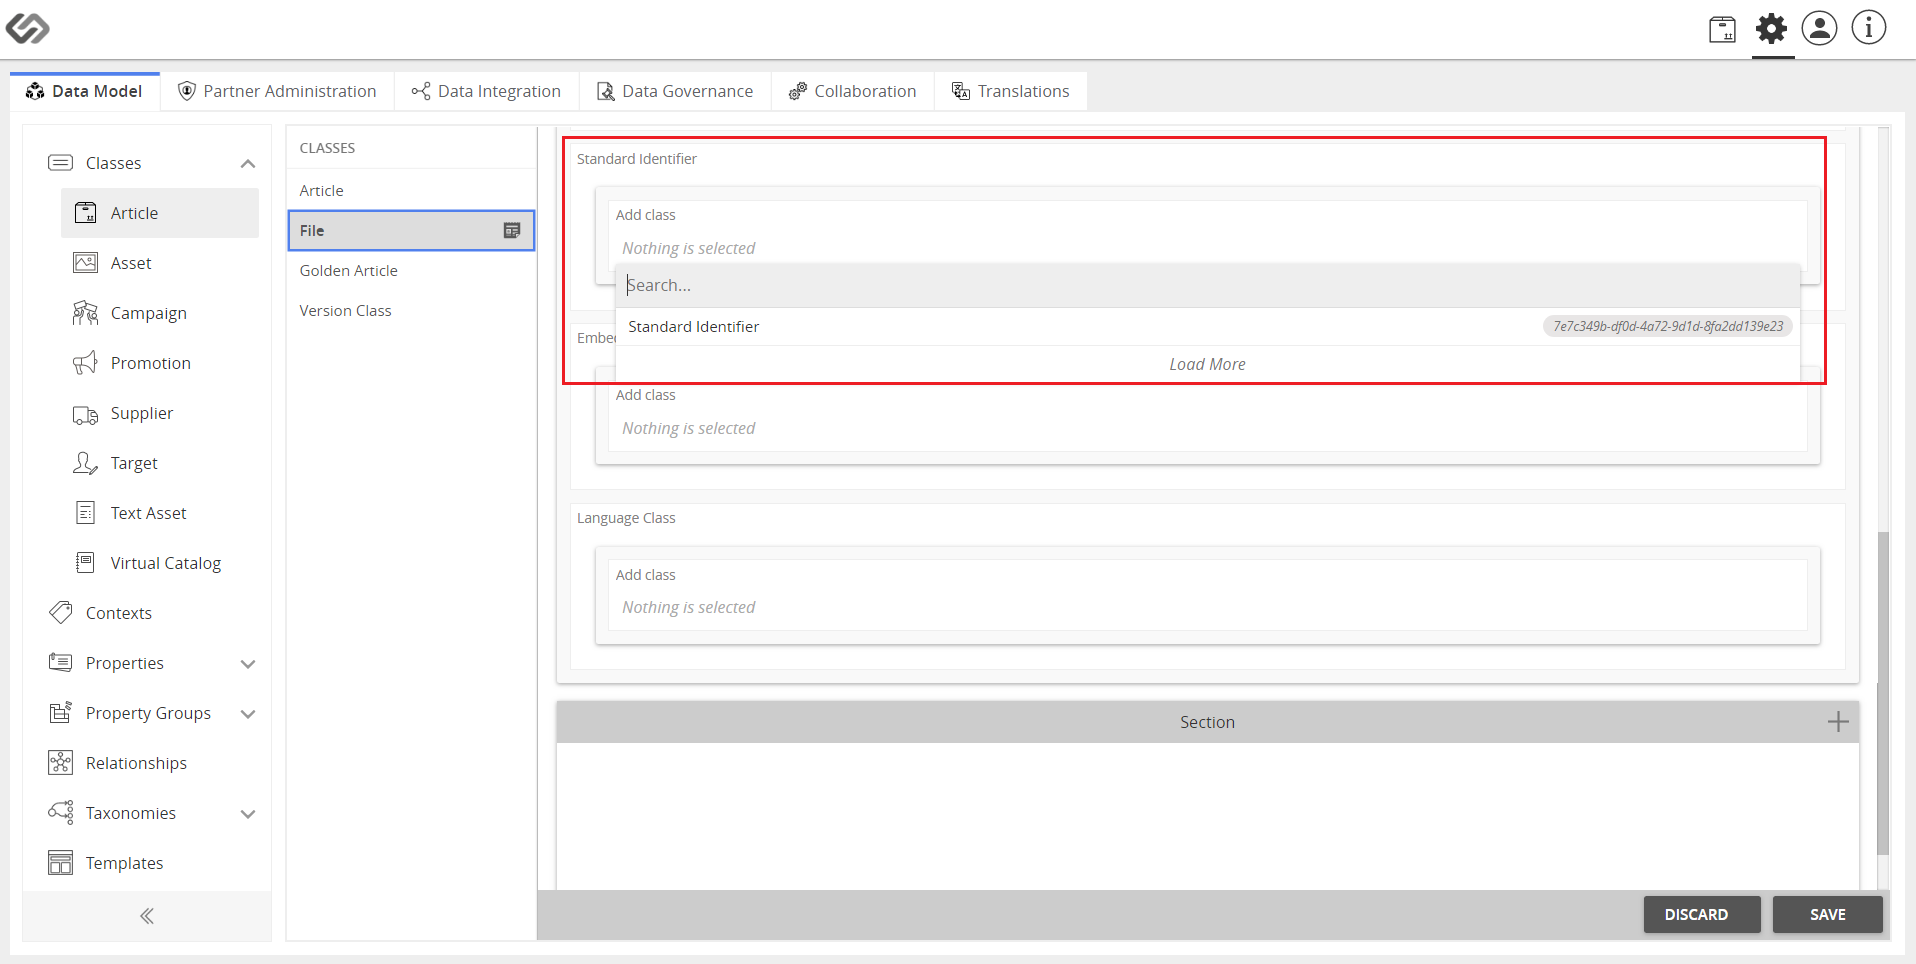 Data Model
Partner Administration
Data Integration
Data Governance
Collaboration
Translations
Classes
Article
Asset
Campaign
Promotion
Supplier
Target
Text Asset
Virtual Catalog
Contexts
Properties
Property Groups
Relationships
Taxonomies
Templates
CLASSES
Article
File
Golden Article
Version Class
Standard Identifier
Add class
Nothing is selected
Search...
Standard Identifier 7e7c349b-df0d-4a72-9d1d-8fa2dd139e23
Load More
Embe
Add class
Nothing is selected
Language Class
Add class
Nothing is selected
Section
DISCARD
SAVE